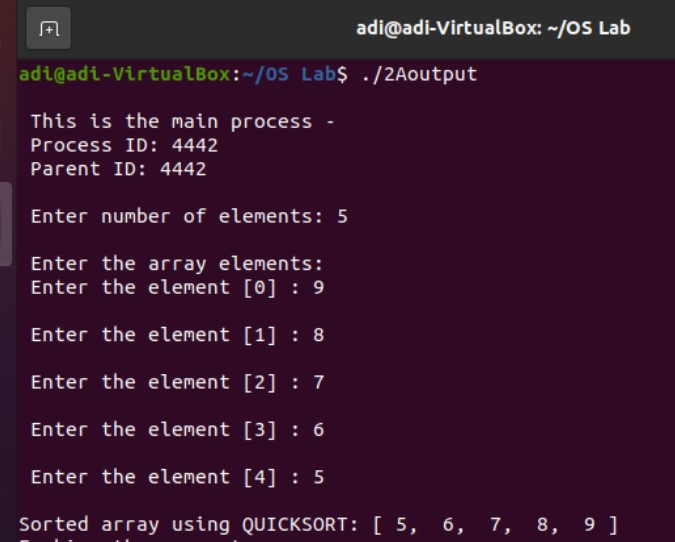 adi@adi-VirtualBox: ~/OS Lab
adi@adi-VirtualBox:~/OS Lab$ ./2Aoutput
This is the main process -
Process ID: 4442
Parent ID: 4442
Enter number of elements: 5
Enter the array elements:
Enter the element [0] : 9
Enter the element [1] : 8
Enter the element [2] : 7
Enter the element [3] : 6
Enter the element [4] : 5
Sorted array using QUICKSORT: [ 5,  6,  7,  8,  9 ]